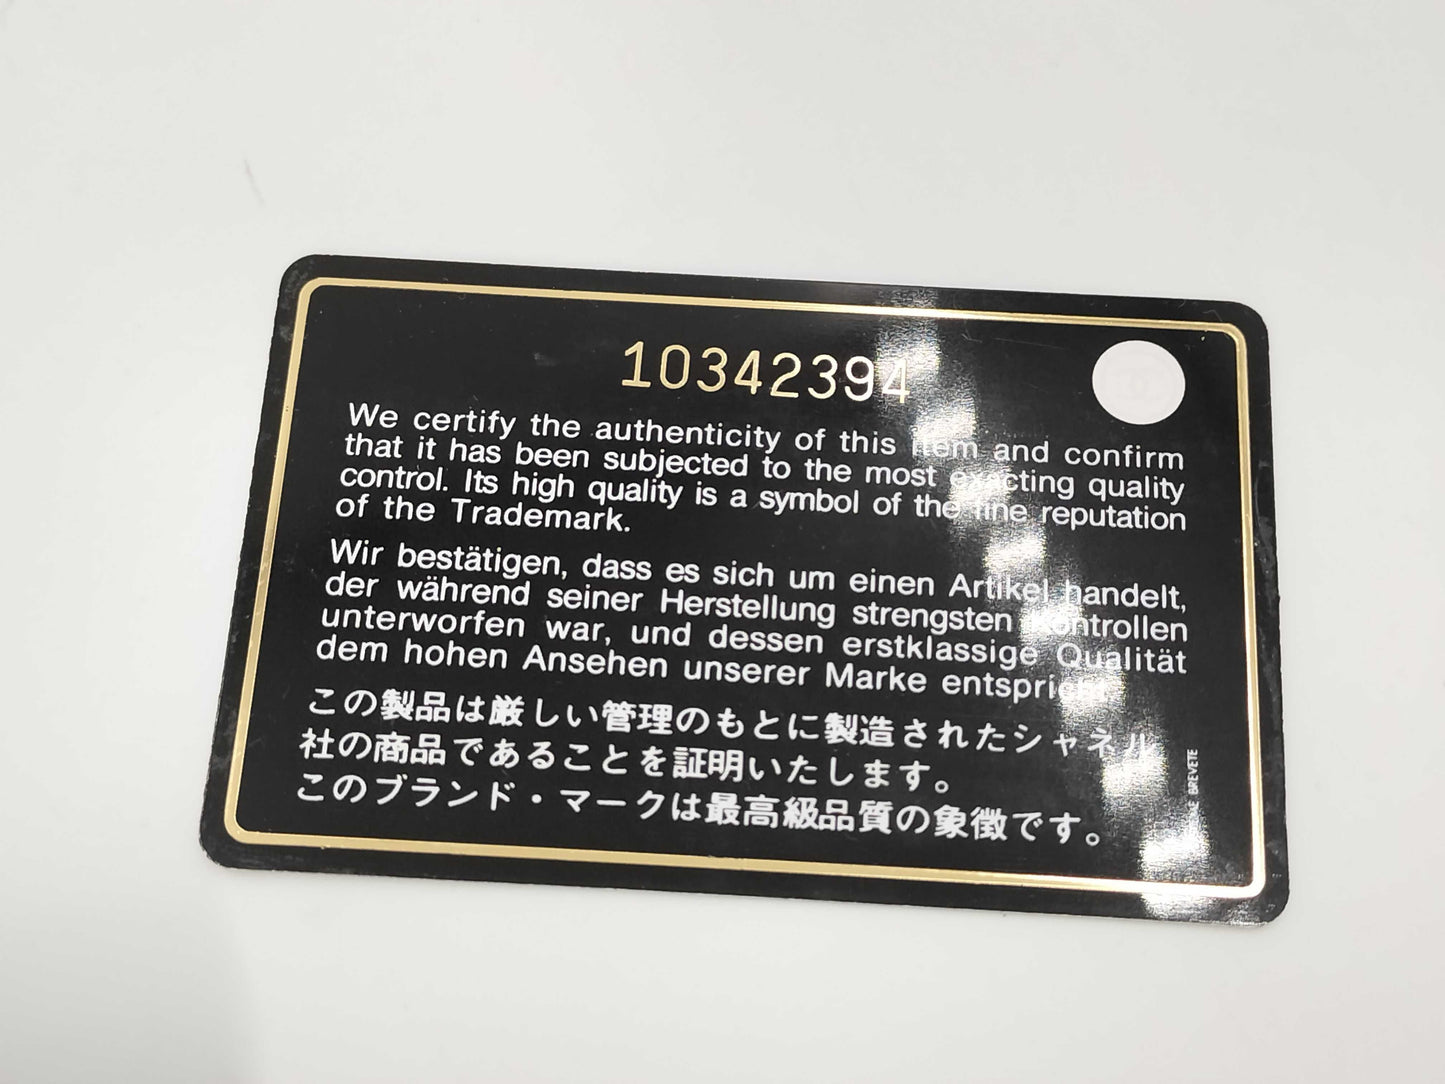 10342394
We certify the authenticity of this item and confirm
that it has been subjected to the most exacting quality
control. Its high quality is a symbol of the fine reputation
of the Trademark.
Wir bestätigen, dass es sich um einen Artikel handelt,
der während seiner Herstellung strengsten Kontrollen
unterworfen war, und dessen erstklassige Qualität
dem hohen Ansehen unserer Marke entspricht.
この製品は厳しい管理のもとに製造されたシャネル
社の商品であることを証明いたします。
このブランド・マークは最高級品質の象徴です。
BREVETE